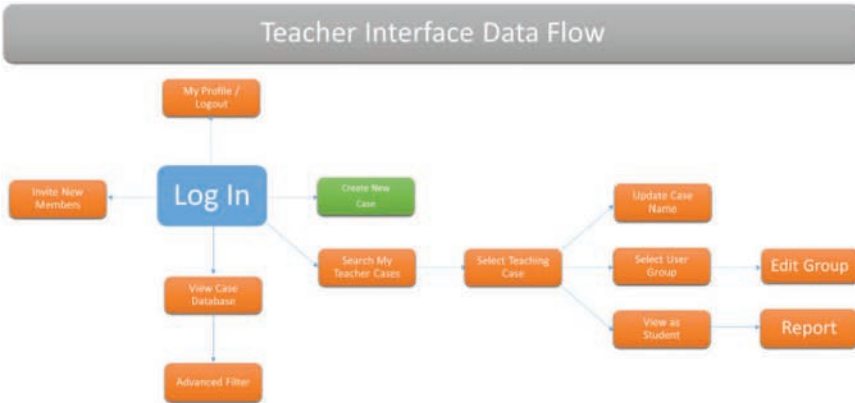 Teacher Interface Data Flow
My Profile /
Logout
Invite New
Members
Log In
Create New
Case
Update Case
Name
Search My
Teacher Cases
Select Teaching
Case
Select User
Group
Edit Group
View Case
Database
View as
Student
Report
Advanced Filter